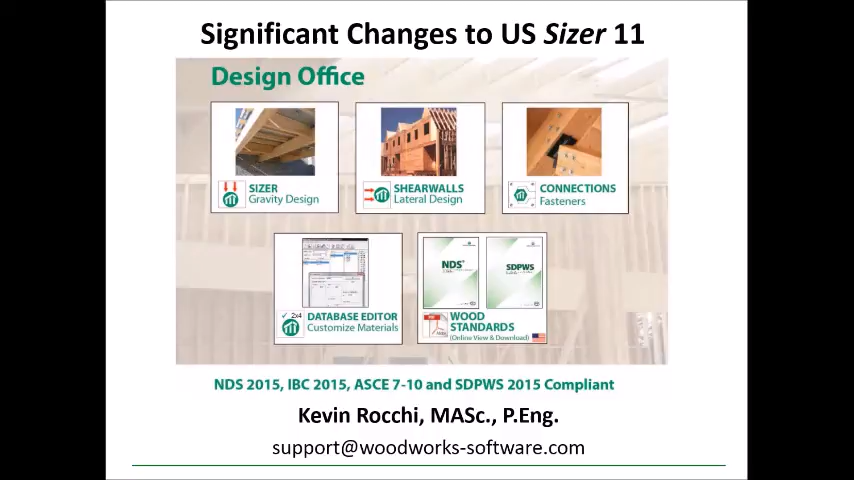 Significant Changes to US Sizer 11
Design Office
SIZER
Gravity Design
SHEARWALLS
Lateral Design
CONNECTIONS
Fasteners
2x4
DATABASE EDITOR
Customize Materials
NDS
SDPWS
WOOD
STANDARDS
(Online View & Download)
NDS 2015, IBC 2015, ASCE 7-10 and SDPWS 2015 Compliant
Kevin Rocchi, MASc., P.Eng.
support@woodworks-software.com